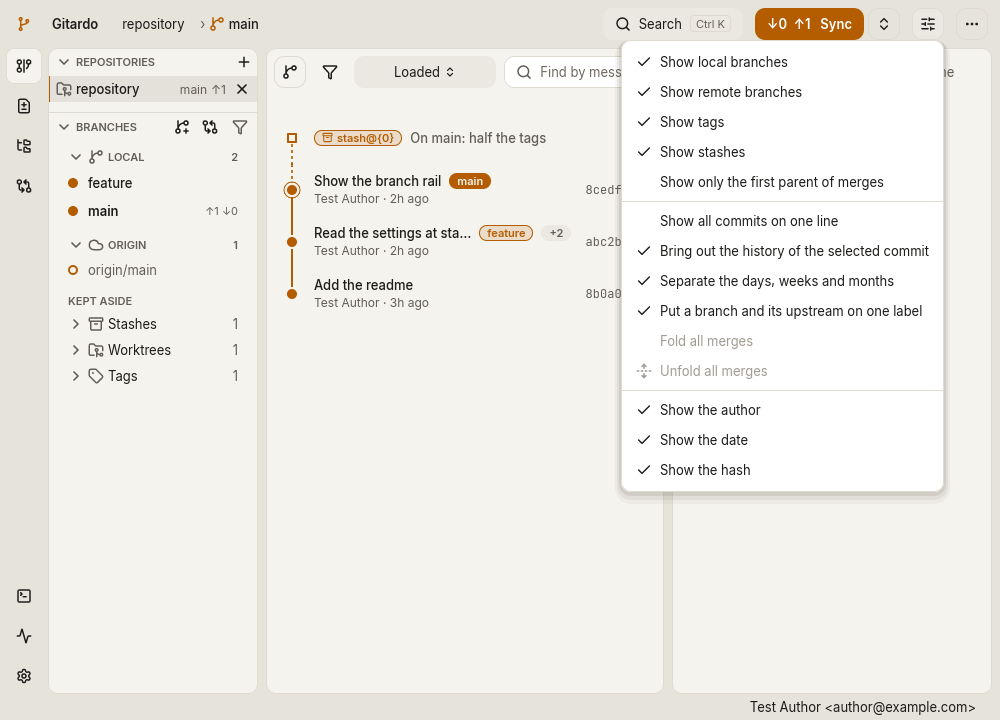 Gitardo repository main Search Ctrl K ↓0 ↑1 Sync
REPOSITORIES
repository main ↑1
BRANCHES
LOCAL 2
feature
main ↑1 ↓0
ORIGIN 1
origin/main
KEPT ASIDE
Stashes 1
Worktrees 1
Tags 1
Loaded Find by mess
stash@{0} On main: half the tags
Show the branch rail main
Test Author · 2h ago 8cedf
Read the settings at sta... feature +2
Test Author · 2h ago abc2b
Add the readme
Test Author · 3h ago 8b0a0
Show local branches
Show remote branches
Show tags
Show stashes
Show only the first parent of merges
Show all commits on one line
Bring out the history of the selected commit
Separate the days, weeks and months
Put a branch and its upstream on one label
Fold all merges
Unfold all merges
Show the author
Show the date
Show the hash
Test Author <author@example.com>